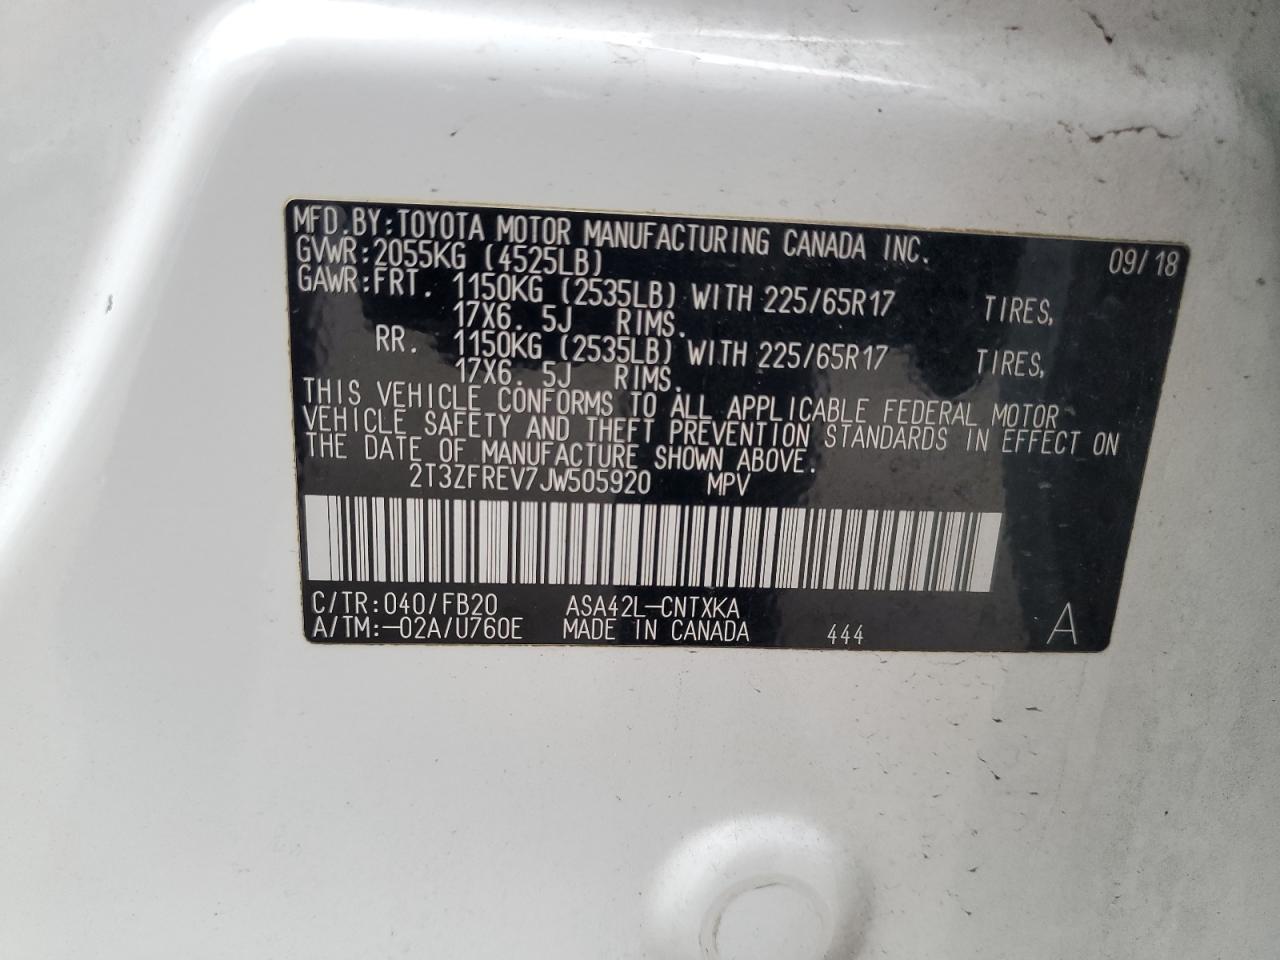 MFD.BY:TOYOTA MOTOR MANUFACTURING CANADA INC. 09/18
GVWR:2055KG (4525LB)
GAWR:FRT. 1150KG (2535LB) WITH 225/65R17 TIRES,
17X6. 5J RIMS.
RR. 1150KG (2535LB) WITH 225/65R17 TIRES,
17X6. 5J RIMS.
THIS VEHICLE CONFORMS TO ALL APPLICABLE FEDERAL MOTOR
VEHICLE SAFETY AND THEFT PREVENTION STANDARDS IN EFFECT ON
THE DATE OF MANUFACTURE SHOWN ABOVE.
2T3ZFREV7JW505920 MPV
C/TR:040/FB20 ASA42L-CNTXKA
A/TM:-02A/U760E MADE IN CANADA 444 A